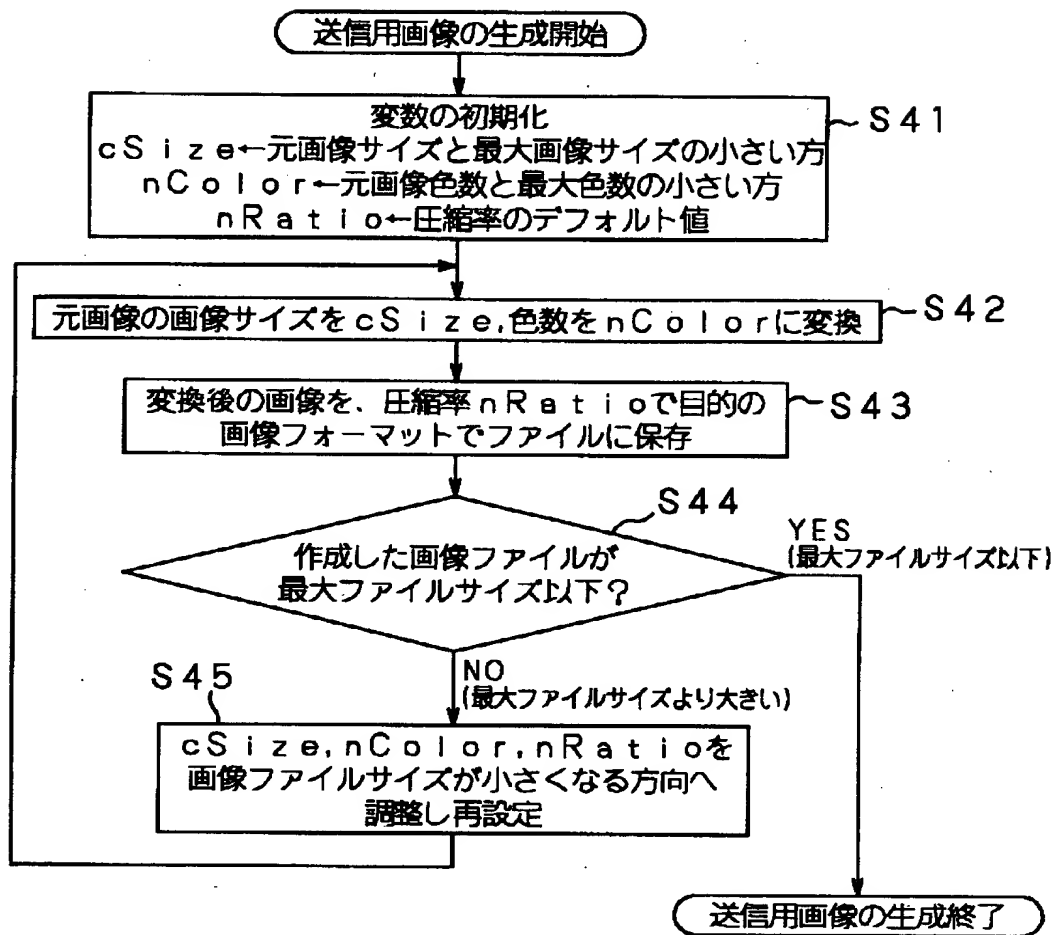 送信用画像の生成開始
変数の初期化
cSize←元画像サイズと最大画像サイズの小さい方
nColor←元画像色数と最大色数の小さい方
nRatio←圧縮率のデフォルト値
S41
元画像の画像サイズをcSize,色数をnColorに変換
S42
変換後の画像を、圧縮率nRatioで目的の
画像フォーマットでファイルに保存
S43
S44
作成した画像ファイルが
最大ファイルサイズ以下?
YES
(最大ファイルサイズ以下)
NO
(最大ファイルサイズより大きい)
S45
cSize,nColor,nRatioを
画像ファイルサイズが小さくなる方向へ
調整し再設定
送信用画像の生成終了